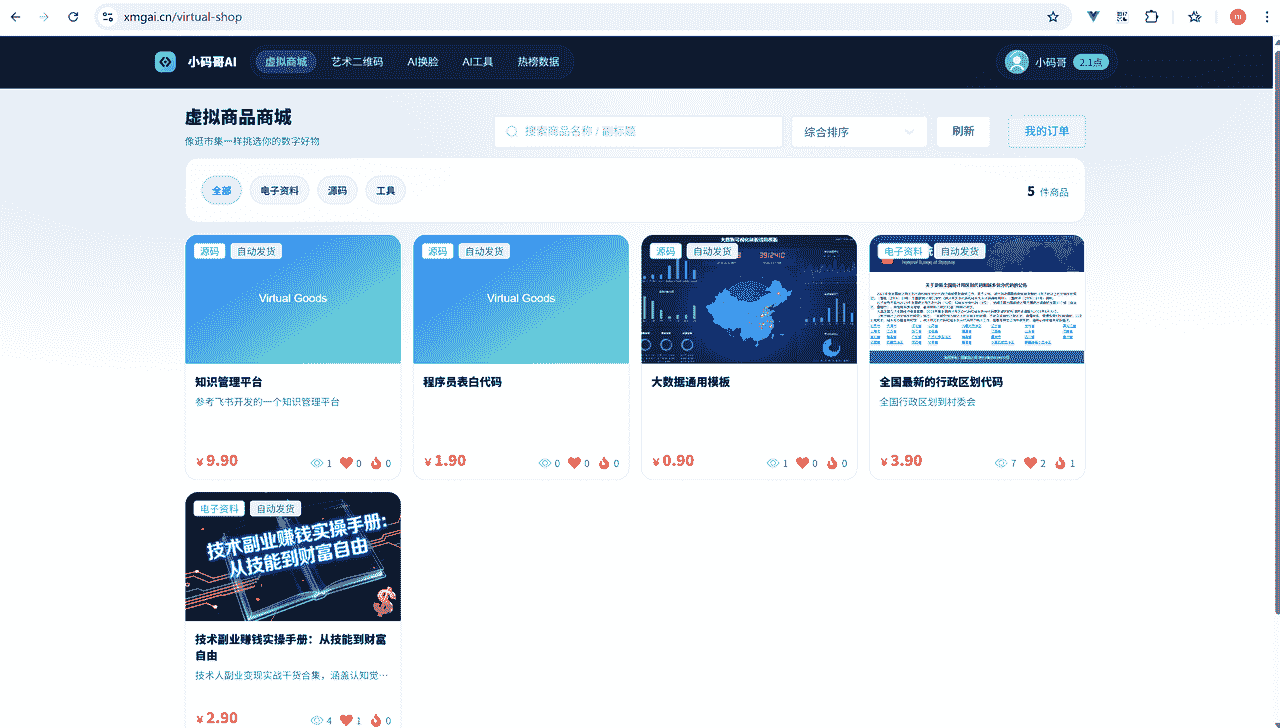 xmgai.cn/virtual-shop
m
小码哥AI
虚拟商城
艺术二维码
AI换脸
AI工具
热榜数据
小码哥
2.1点
虚拟商品商城
像逛市集一样挑选你的数字好物
搜索商品名称 / 副标题
综合排序
刷新
我的订单
全部
电子资料
源码
工具
5 件商品
源码
自动发货
Virtual Goods
知识管理平台
参考飞书开发的一个知识管理平台
¥9.90
1
0
0
源码
自动发货
Virtual Goods
程序员表白代码
¥1.90
0
0
0
源码
自动发货
3912410
大数据通用模板
¥0.90
1
0
0
电子资料
自动发货
全国最新的行政区划代码
全国行政区划到村委会
¥3.90
7
2
1
电子资料
自动发货
技术副业赚钱实操手册:
从技能到财富自由
技术副业赚钱实操手册：从技能到财富
自由
技术人副业变现实战干货合集，涵盖认知觉…
¥2.90
4
1
0